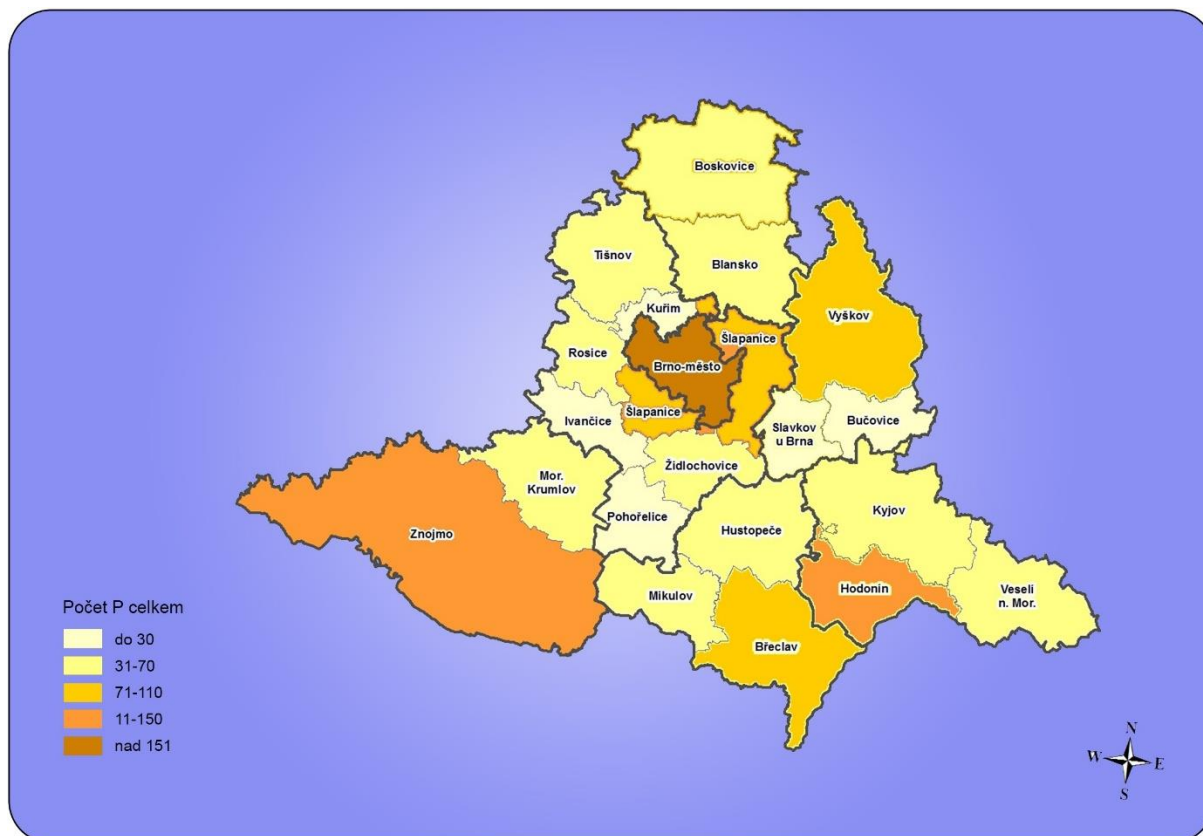 Boskovice
Tišnov
Blansko
Kuřim
Vyškov
Šlapanice
Rosice
Brno-město
Ivančice
Šlapanice
Slavkov
u Brna
Bučovice
Mor.
Krumlov
Židlochovice
Pohořelice
Kyjov
Znojmo
Hustopeče
Mikulov
Hodonín
Veselí
n. Mor.
Břeclav
Počet P celkem
do 30
31-70
71-110
11-150
nad 151
N
W
E
S